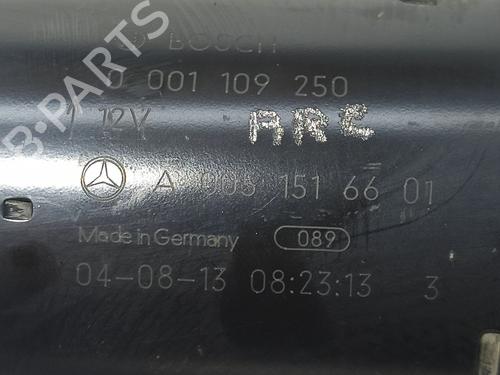 BOSCH
0 001 109 250
12V ARC
A 005 151 66 01
Made in Germany 089
04-08-13 08:23:13 3
B-PARTS